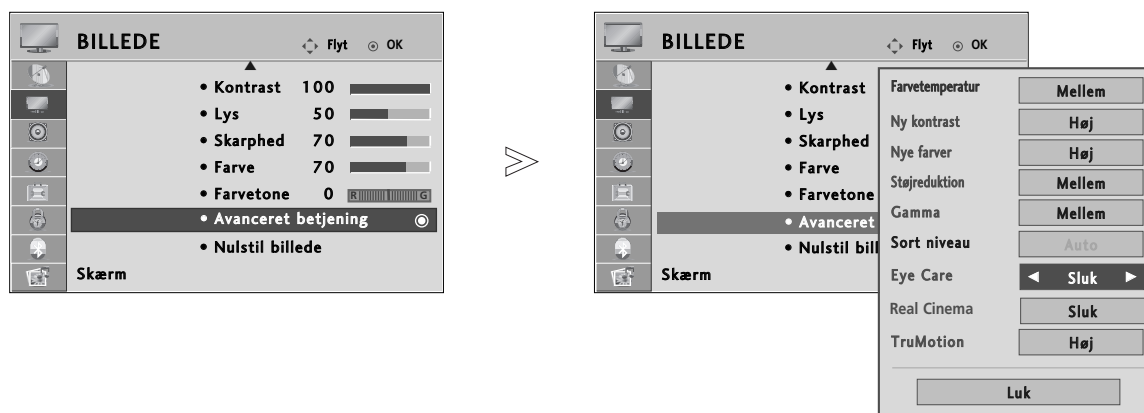 BILLEDE Flyt OK
• Kontrast 100
• Lys 50
• Skarphed 70
• Farve 70
• Farvetone 0 R G
• Avanceret betjening
• Nulstil billede
Skærm
>
BILLEDE Flyt OK
• Kontrast
• Lys
• Skarphed
• Farve
• Farvetone
• Avanceret
• Nulstil bill
Skærm
Farvetemperatur Mellem
Ny kontrast Høj
Nye farver Høj
Støjreduktion Mellem
Gamma Mellem
Sort niveau Auto
Eye Care ◄ Sluk ►
Real Cinema Sluk
TruMotion Høj
Luk